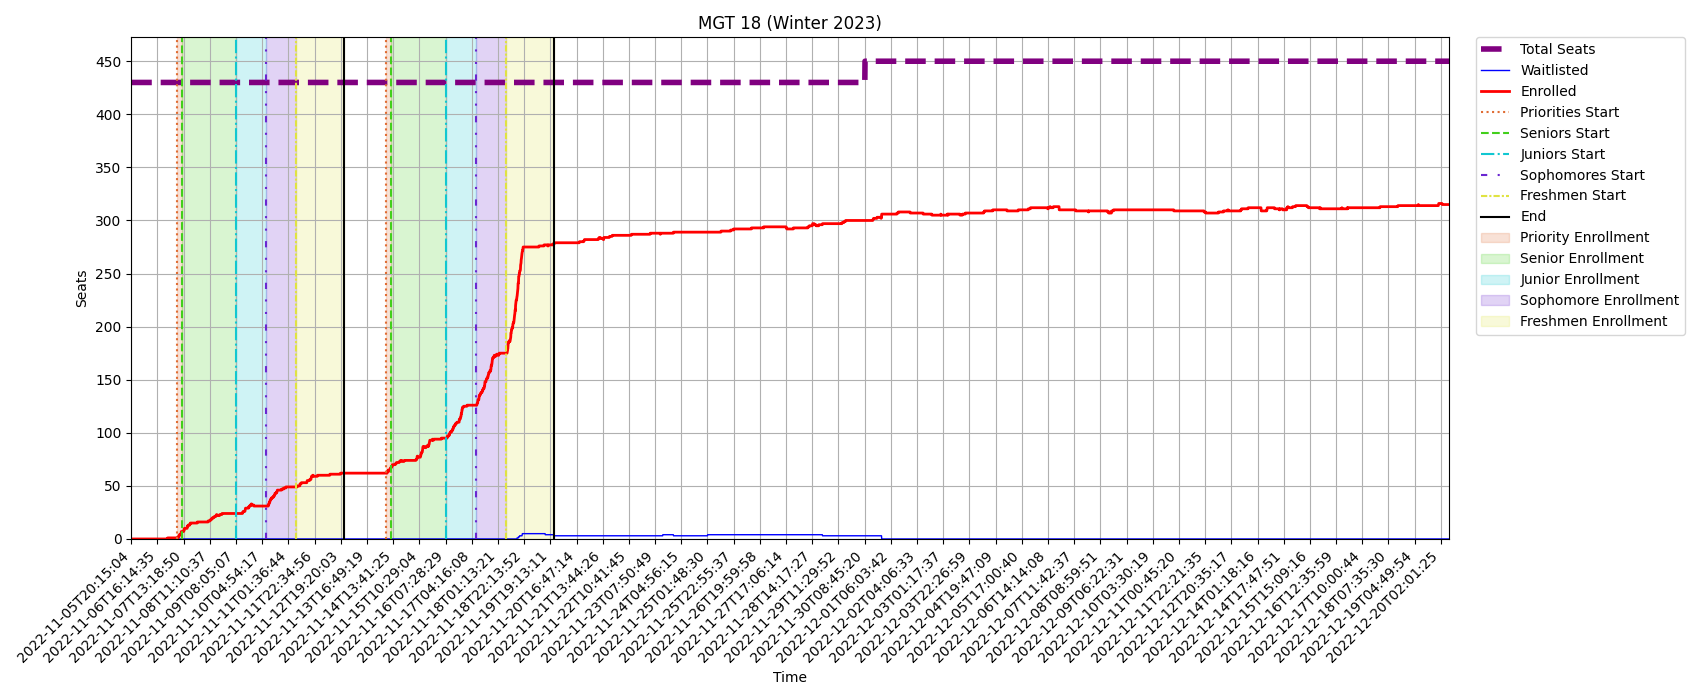 MGT 18 (Winter 2023)
Seats
450
400
350
300
250
200
150
100
50
0
2022-11-05T20:15:04
2022-11-06T16:14:35
2022-11-07T13:18:50
2022-11-08T11:10:37
2022-11-09T08:05:07
2022-11-10T04:54:17
2022-11-11T01:36:44
2022-11-11T22:34:56
2022-11-12T19:20:03
2022-11-13T16:49:19
2022-11-14T13:41:25
2022-11-15T10:29:04
2022-11-16T07:28:29
2022-11-17T04:16:08
2022-11-18T01:13:21
2022-11-18T22:13:52
2022-11-19T19:13:11
2022-11-20T16:47:14
2022-11-21T13:44:26
2022-11-22T10:41:45
2022-11-23T07:50:49
2022-11-24T04:56:15
2022-11-25T01:48:30
2022-11-25T22:55:37
2022-11-26T19:59:58
2022-11-27T17:06:14
2022-11-28T14:17:27
2022-11-29T11:29:52
2022-11-30T08:45:20
2022-12-01T06:03:42
2022-12-02T04:06:33
2022-12-03T01:17:37
2022-12-03T22:26:59
2022-12-04T19:47:09
2022-12-05T17:00:40
2022-12-06T14:14:08
2022-12-07T11:42:37
2022-12-08T08:59:51
2022-12-09T06:22:31
2022-12-10T03:30:19
2022-12-11T00:45:20
2022-12-11T22:21:35
2022-12-12T20:35:17
2022-12-14T01:18:16
2022-12-14T17:47:51
2022-12-15T15:09:16
2022-12-16T12:35:59
2022-12-17T10:00:44
2022-12-18T07:35:30
2022-12-19T04:49:54
2022-12-20T02:01:25
Time
Total Seats
Waitlisted
Enrolled
Priorities Start
Seniors Start
Juniors Start
Sophomores Start
Freshmen Start
End
Priority Enrollment
Senior Enrollment
Junior Enrollment
Sophomore Enrollment
Freshmen Enrollment